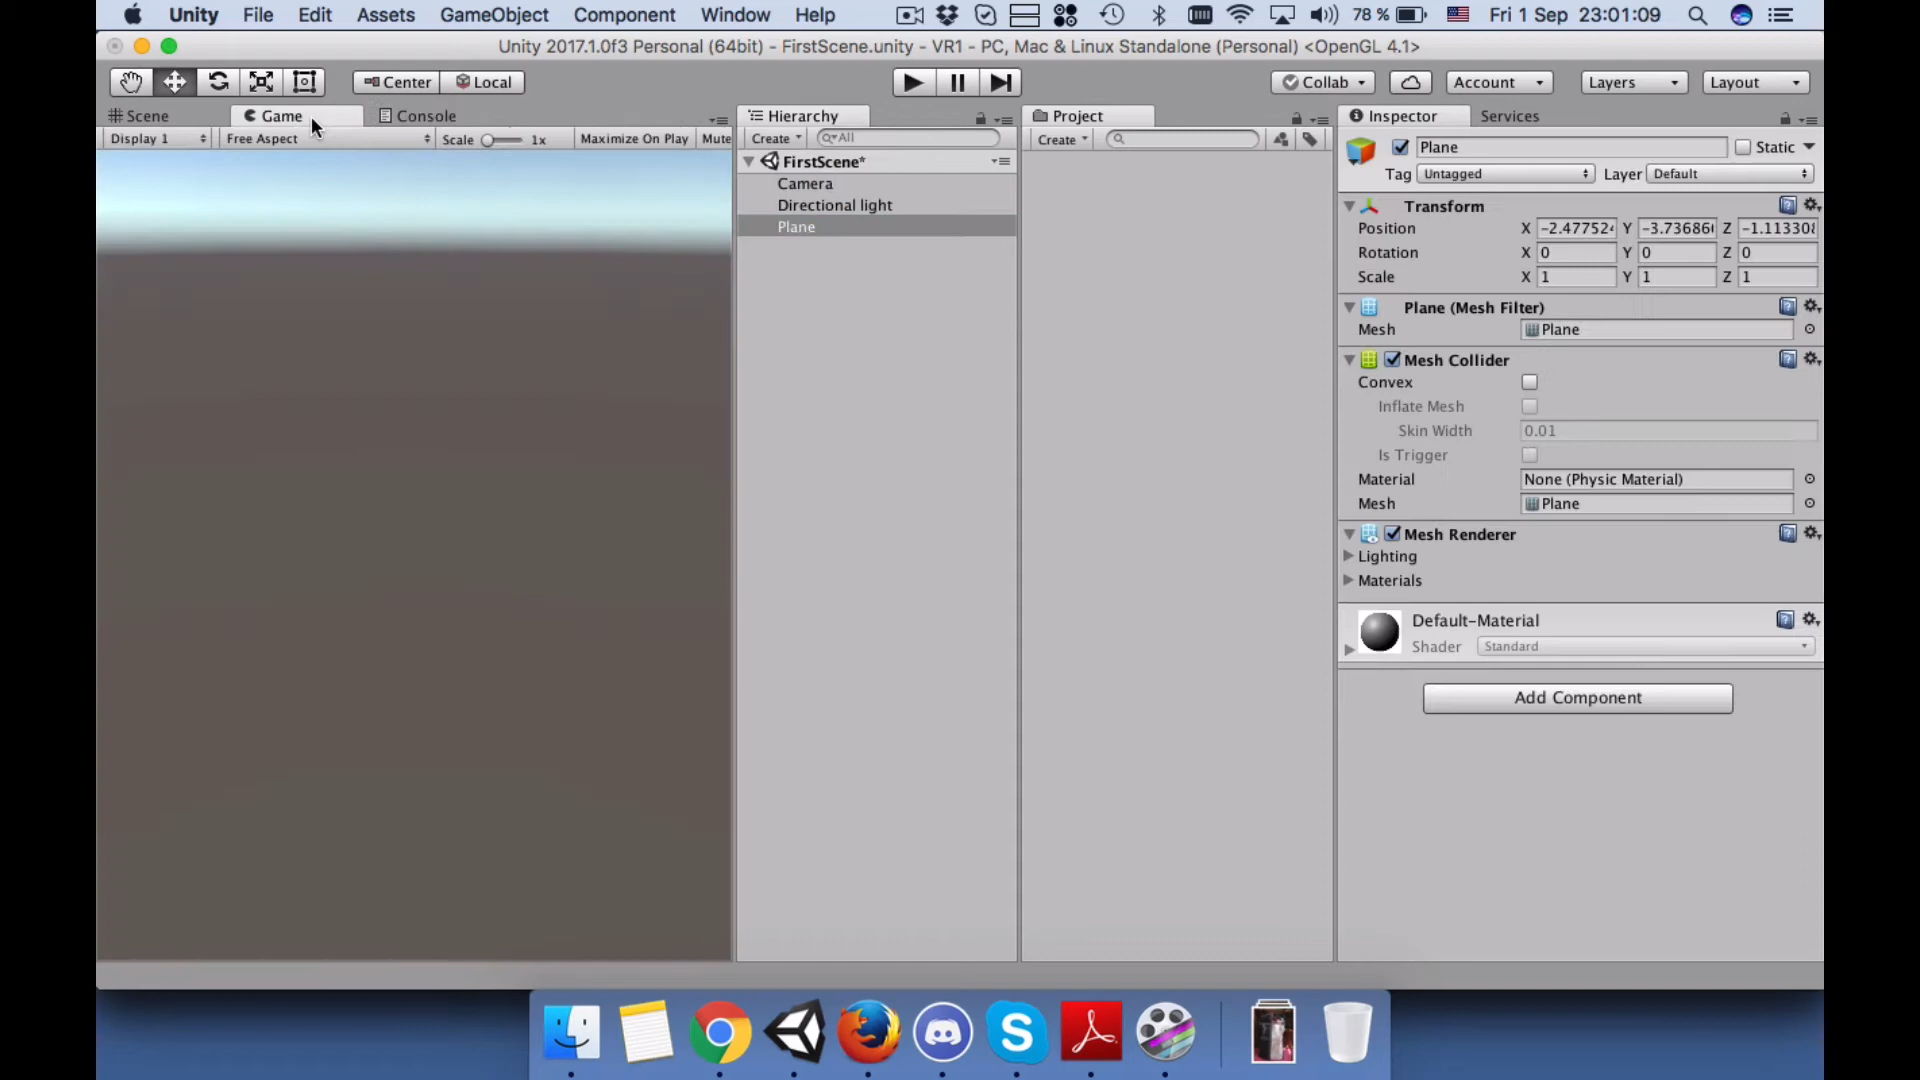 Unity File Edit Assets GameObject Component Window Help 78 % Fri 1 Sep 23:01:09
Unity 2017.1.0f3 Personal (64bit) - FirstScene.unity - VR1 - PC, Mac & Linux Standalone (Personal) <OpenGL 4.1>
Center Local Collab Account Layers Layout
Scene Game Console Hierarchy Project Inspector Services
Display 1 Free Aspect Scale 1x Maximize On Play Mute Create All Create Plane Static
FirstScene*
Tag Untagged Layer Default
Camera
Directional light
Plane
Transform
Position X -2.47752 Y -3.73686 Z -1.11330
Rotation X 0 Y 0 Z 0
Scale X 1 Y 1 Z 1
Plane (Mesh Filter)
Mesh Plane
Mesh Collider
Convex
Inflate Mesh
Skin Width 0.01
Is Trigger
Material None (Physic Material)
Mesh Plane
Mesh Renderer
Lighting
Materials
Default-Material
Shader Standard
Add Component